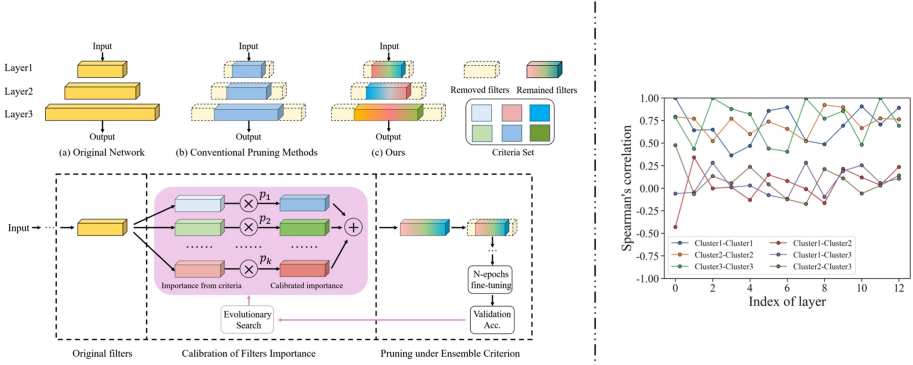 Input
Input
Input
Layer1
Layer2
Layer3
Removed filters
Remained filters
Output
Output
Output
Criteria Set
(a) Original Network
(b) Conventional Pruning Methods
(c) Ours
Input
...
p1
p2
......
......
pk
Importance from criteria
Calibrated importance
...
N-epochs
fine-tuning
Evolutionary
Search
Validation
Acc.
Original filters
Calibration of Filters Importance
Pruning under Ensemble Criterion
Spearman's correlation
1.00
0.75
0.50
0.25
0.00
-0.25
-0.50
-0.75
-1.00
Cluster1-Cluster1
Cluster2-Cluster2
Cluster3-Cluster3
Cluster1-Cluster2
Cluster1-Cluster3
Cluster2-Cluster3
0 2 4 6 8 10 12
Index of layer